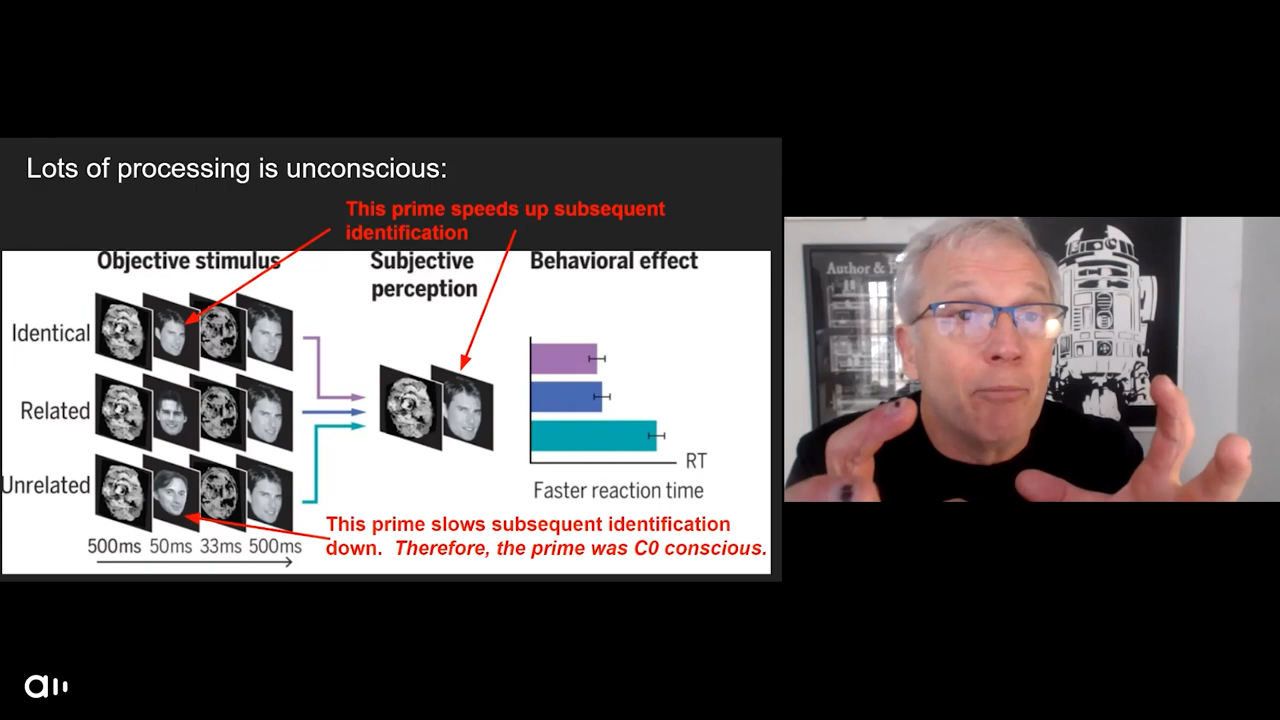 Lots of processing is unconscious:
This prime speeds up subsequent
identification
Objective stimulus
Subjective
perception
Behavioral effect
Identical
Related
Unrelated
RT
Faster reaction time
500ms 50ms 33ms 500ms
This prime slows subsequent identification
down. Therefore, the prime was C0 conscious.
Author &